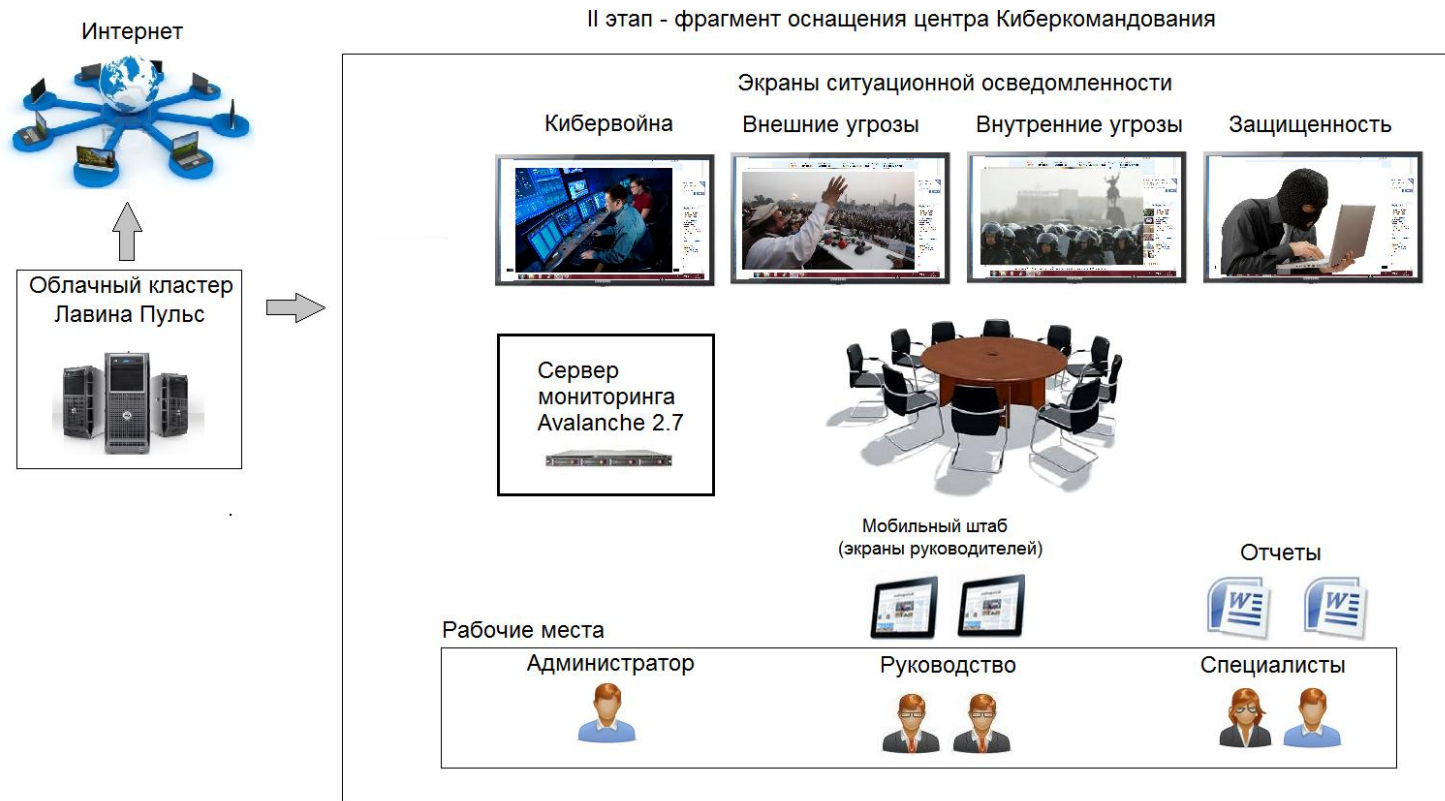 II этап - фрагмент оснащения центра Киберкомандования
Интернет
Экраны ситуационной осведомленности
Кибервойна
Внешние угрозы
Внутренние угрозы
Защищенность
Облачный кластер
Лавина Пульс
Сервер
мониторинга
Avalanche 2.7
Мобильный штаб
(экраны руководителей)
Отчеты
Рабочие места
Администратор
Руководство
Специалисты